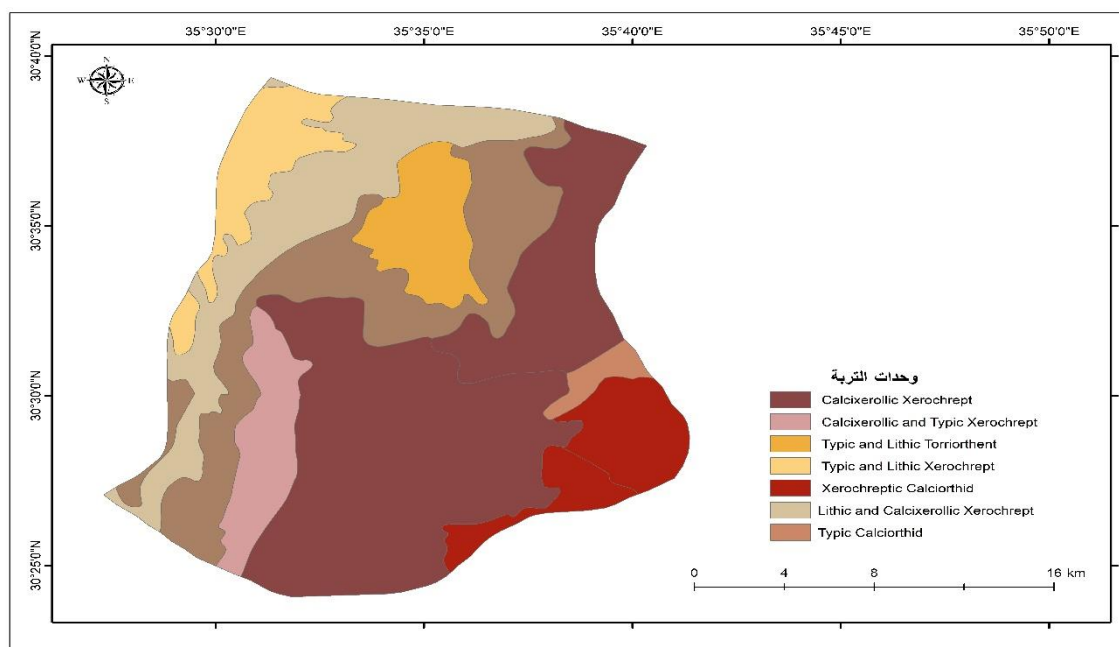 35°30'0"E 35°35'0"E 35°40'0"E 35°45'0"E 35°50'0"E
30°40'0"N
N
W E
S
30°35'0"N
30°30'0"N
30°25'0"N
وحدات التربة
Calcixerollic Xerochrept
Calcixerollic and Typic Xerochrept
Typic and Lithic Torriorthent
Typic and Lithic Xerochrept
Xerochreptic Calciorthid
Lithic and Calcixerollic Xerochrept
Typic Calciorthid
0 4 8 16 km